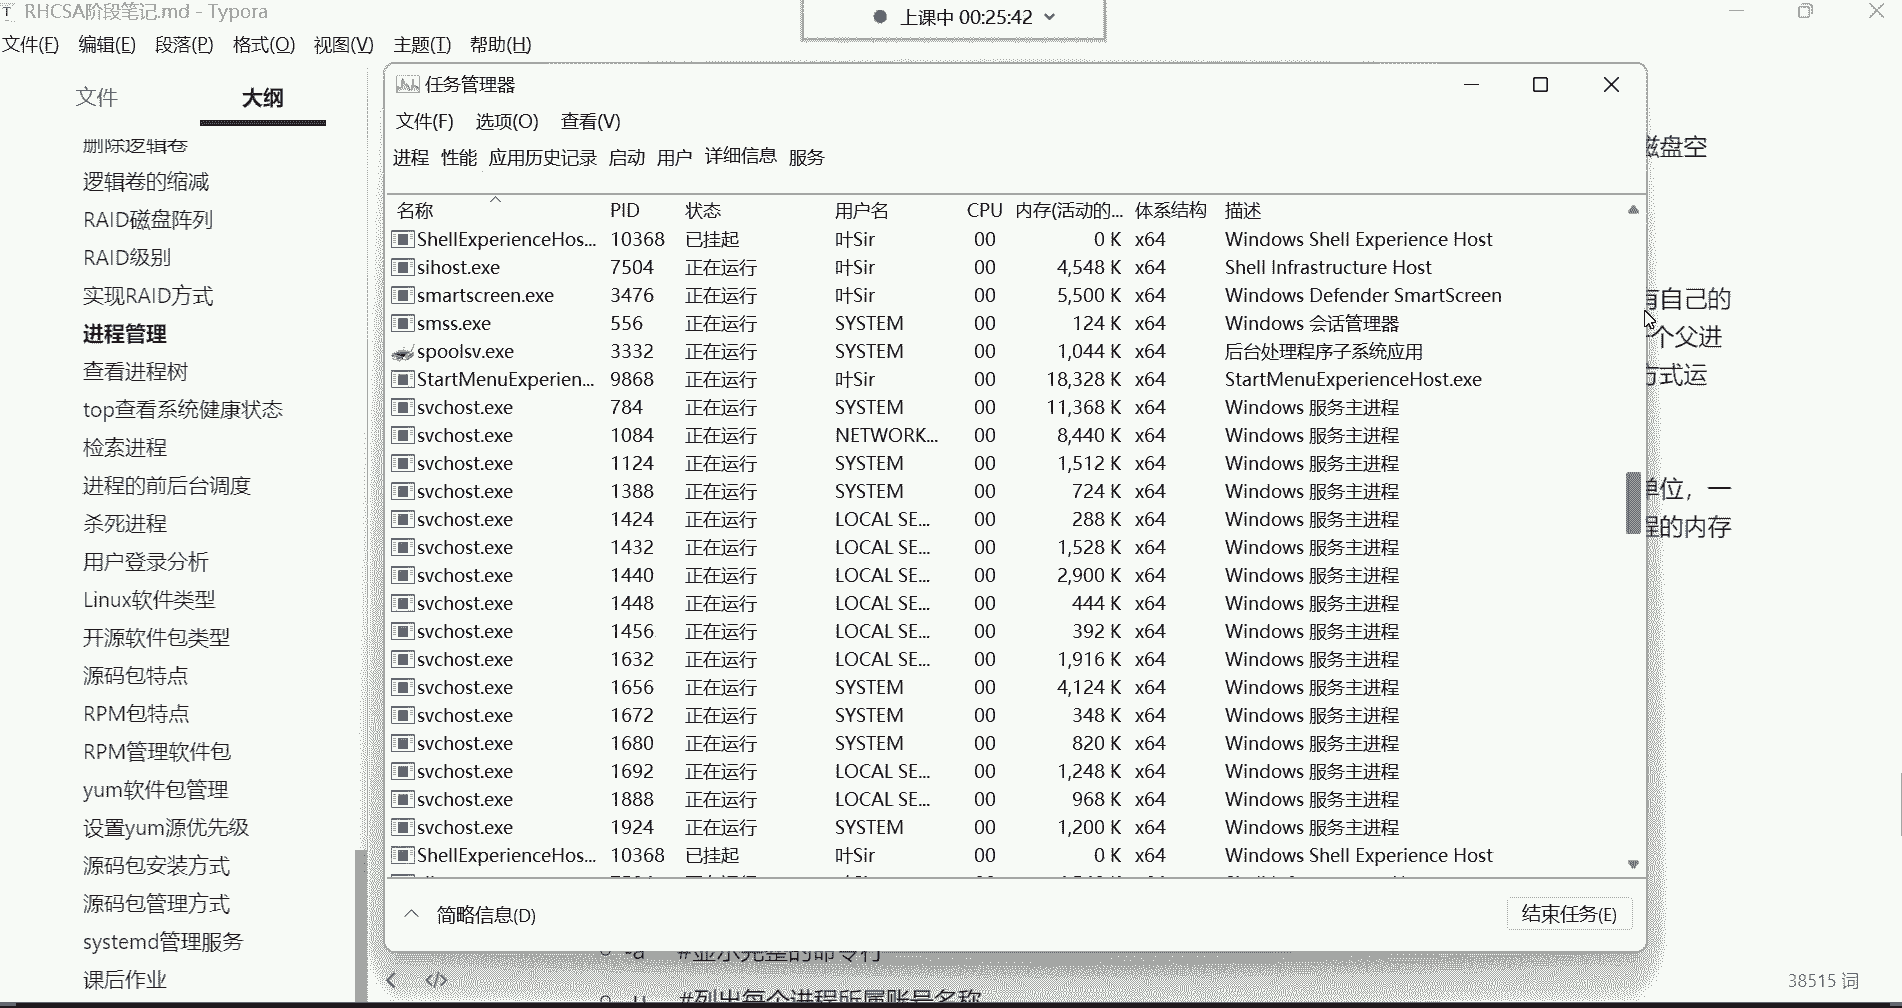 RHCSA阶段笔记.md - Typora
上课中 00:25:42
文件(F) 编辑(E) 段落(P) 格式(O) 视图(V) 主题(T) 帮助(H)
文件 大纲
删除逻辑卷
逻辑卷的缩减
RAID磁盘阵列
RAID级别
实现RAID方式
进程管理
查看进程树
top查看系统健康状态
检索进程
进程的前后台调度
杀死进程
用户登录分析
Linux软件类型
开源软件包类型
源码包特点
RPM包特点
RPM管理软件包
yum软件包管理
设置yum源优先级
源码包安装方式
源码包管理方式
systemd管理服务
课后作业
任务管理器
文件(F) 选项(O) 查看(V)
进程 性能 应用历史记录 启动 用户 详细信息 服务
名称 PID 状态 用户名 CPU 内存(活动的... 体系结构 描述
ShellExperienceHos... 10368 已挂起 叶Sir 00 0 K x64 Windows Shell Experience Host
sihost.exe 7504 正在运行 叶Sir 00 4,548 K x64 Shell Infrastructure Host
smartscreen.exe 3476 正在运行 叶Sir 00 5,500 K x64 Windows Defender SmartScreen
smss.exe 556 正在运行 SYSTEM 00 124 K x64 Windows 会话管理器
spoolsv.exe 3332 正在运行 SYSTEM 00 1,044 K x64 后台处理程序子系统应用
StartMenuExperien... 9868 正在运行 叶Sir 00 18,328 K x64 StartMenuExperienceHost.exe
svchost.exe 784 正在运行 SYSTEM 00 11,368 K x64 Windows 服务主进程
svchost.exe 1084 正在运行 NETWORK... 00 8,440 K x64 Windows 服务主进程
svchost.exe 1124 正在运行 SYSTEM 00 1,512 K x64 Windows 服务主进程
svchost.exe 1388 正在运行 SYSTEM 00 724 K x64 Windows 服务主进程
svchost.exe 1424 正在运行 LOCAL SE... 00 288 K x64 Windows 服务主进程
svchost.exe 1432 正在运行 LOCAL SE... 00 1,528 K x64 Windows 服务主进程
svchost.exe 1440 正在运行 LOCAL SE... 00 2,900 K x64 Windows 服务主进程
svchost.exe 1448 正在运行 LOCAL SE... 00 444 K x64 Windows 服务主进程
svchost.exe 1456 正在运行 LOCAL SE... 00 392 K x64 Windows 服务主进程
svchost.exe 1632 正在运行 LOCAL SE... 00 1,916 K x64 Windows 服务主进程
svchost.exe 1656 正在运行 SYSTEM 00 4,124 K x64 Windows 服务主进程
svchost.exe 1672 正在运行 SYSTEM 00 348 K x64 Windows 服务主进程
svchost.exe 1680 正在运行 SYSTEM 00 820 K x64 Windows 服务主进程
svchost.exe 1692 正在运行 LOCAL SE... 00 1,248 K x64 Windows 服务主进程
svchost.exe 1888 正在运行 LOCAL SE... 00 968 K x64 Windows 服务主进程
svchost.exe 1924 正在运行 SYSTEM 00 1,200 K x64 Windows 服务主进程
ShellExperienceHos... 10368 已挂起 叶Sir 00 0 K x64 Windows Shell Experience Host
简略信息(D) 结束任务(E)
磁盘空
有自己的
个父进
方式运
单位，一
程的内存
-a #显示完整的命令行
-u #列出每个进程所属账号名称
38515 词